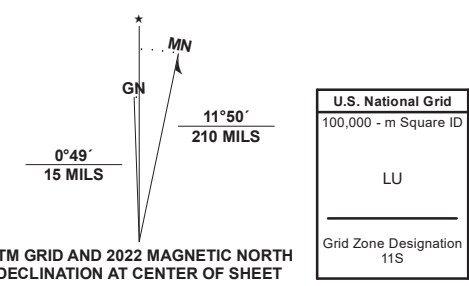 ★
MN
GN
11°50´
210 MILS
0°49´
15 MILS
TM GRID AND 2022 MAGNETIC NORTH
DECLINATION AT CENTER OF SHEET
U.S. National Grid
100,000 - m Square ID
LU
Grid Zone Designation
11S